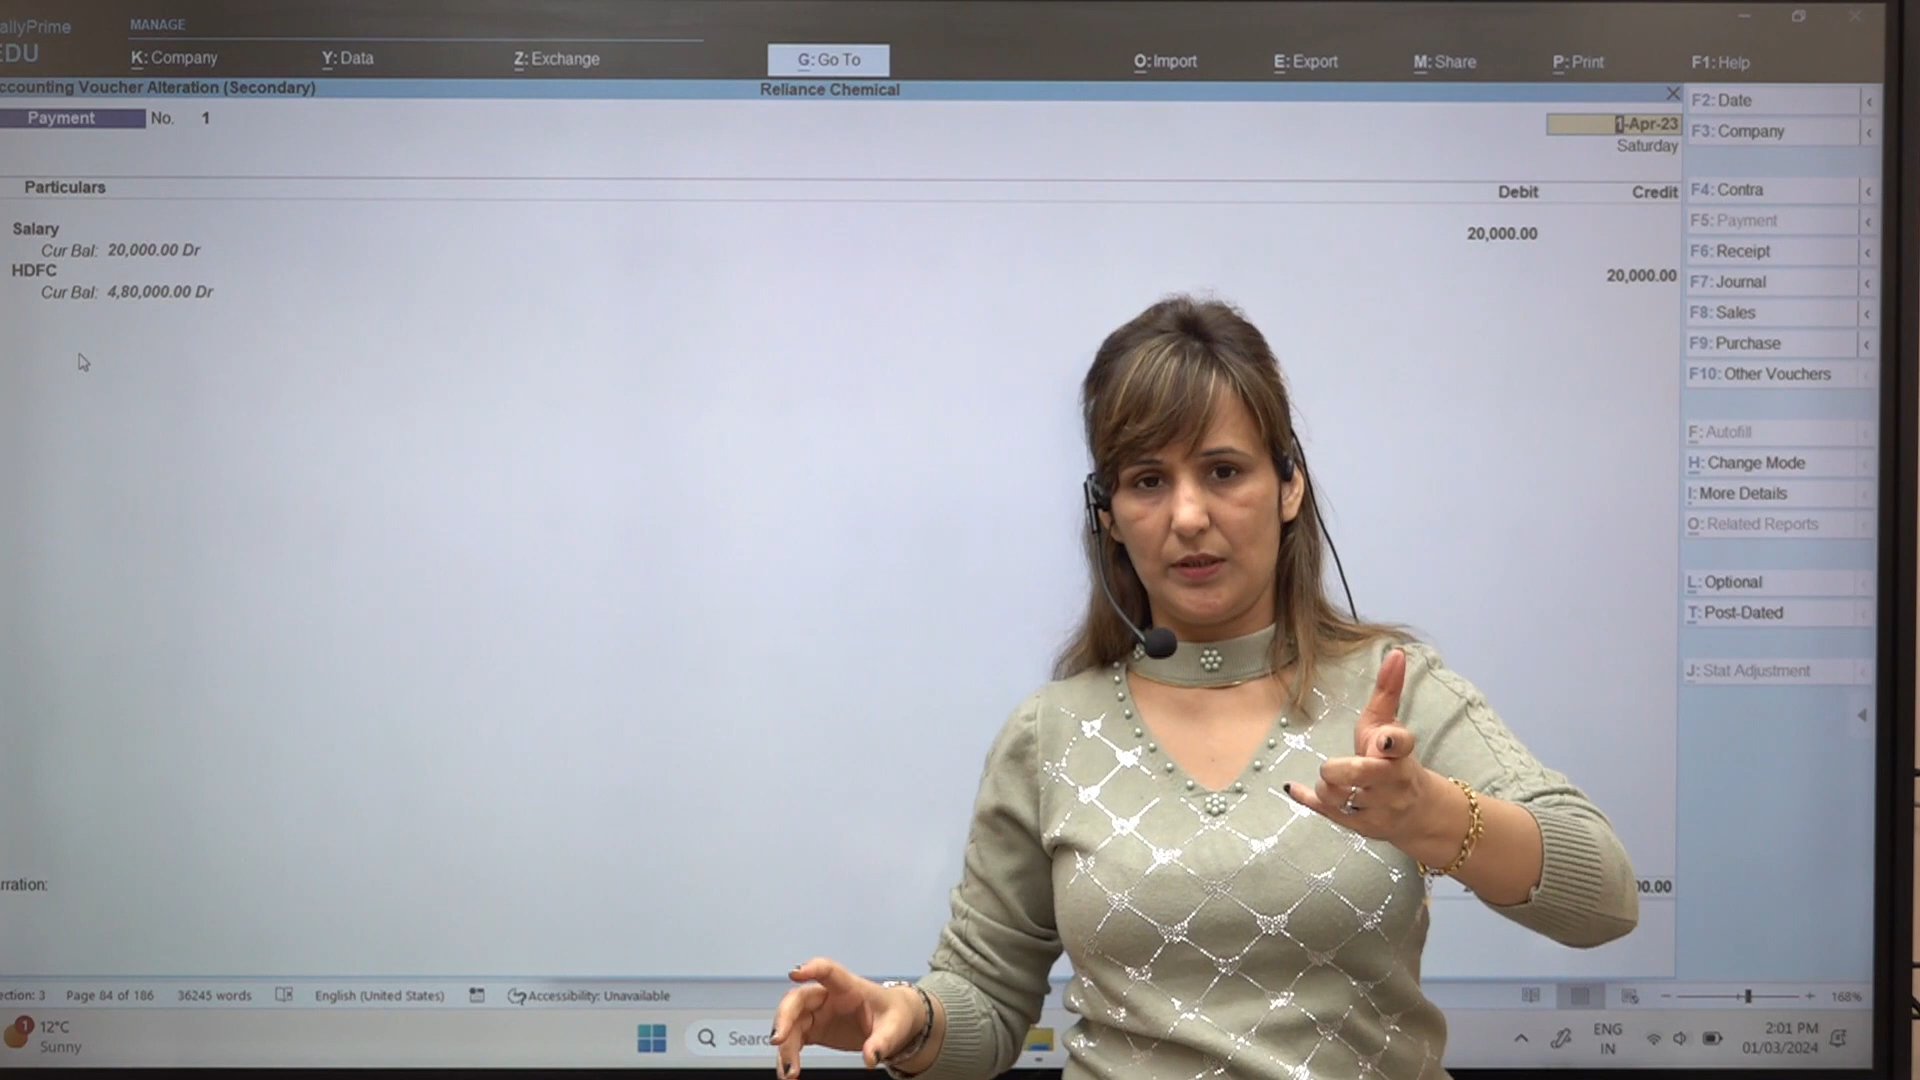 allyPrime
EDU
MANAGE
K: Company
Y: Data
Z: Exchange
G: Go To
O: Import
E: Export
M: Share
P: Print
F1: Help
ccounting Voucher Alteration (Secondary)
Reliance Chemical
Payment No. 1
1-Apr-23
Saturday
Particulars Debit Credit
Salary 20,000.00
Cur Bal: 20,000.00 Dr
HDFC 20,000.00
Cur Bal: 4,80,000.00 Dr
rration:
00.00
F2: Date
F3: Company
F4: Contra
F5: Payment
F6: Receipt
F7: Journal
F8: Sales
F9: Purchase
F10: Other Vouchers
F: Autofill
H: Change Mode
I: More Details
O: Related Reports
L: Optional
T: Post-Dated
J: Stat Adjustment
ection: 3 Page 84 of 186 36245 words English (United States) Accessibility: Unavailable 168%
1
12°C
Sunny
Searc
ENG
IN
2:01 PM
01/03/2024